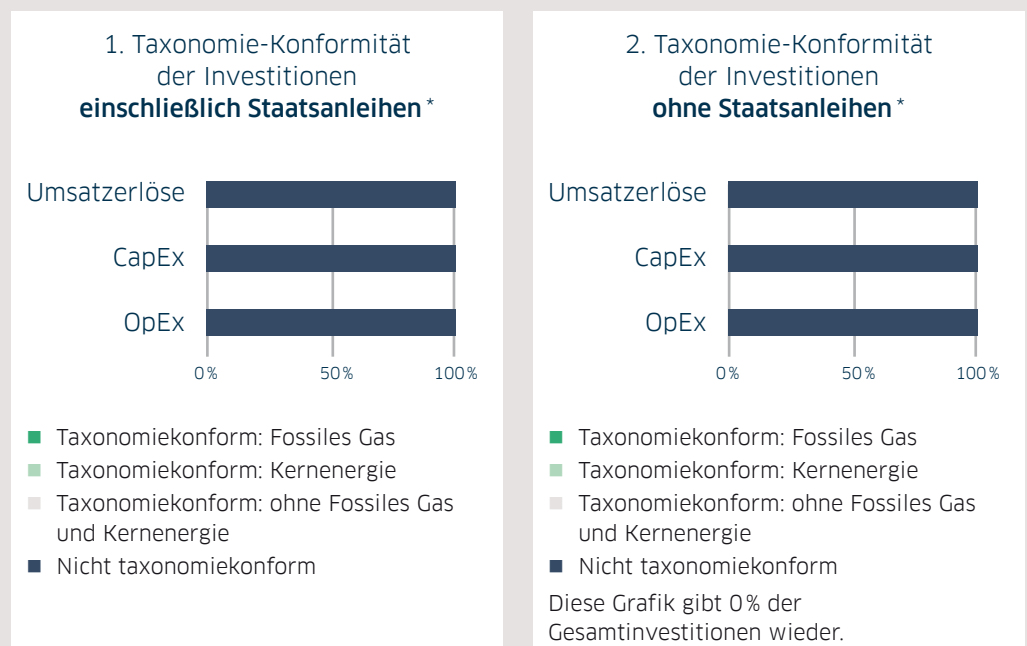 1. Taxonomie-Konformität
der Investitionen
einschließlich Staatsanleihen *
Umsatzerlöse
CapEx
OpEx
0 %
50 %
100 %
■ Taxonomiekonform: Fossiles Gas
■ Taxonomiekonform: Kernenergie
■ Taxonomiekonform: ohne Fossiles Gas
und Kernenergie
■ Nicht taxonomiekonform
2. Taxonomie-Konformität
der Investitionen
ohne Staatsanleihen *
Umsatzerlöse
CapEx
OpEx
0 %
50 %
100 %
■ Taxonomiekonform: Fossiles Gas
■ Taxonomiekonform: Kernenergie
■ Taxonomiekonform: ohne Fossiles Gas
und Kernenergie
■ Nicht taxonomiekonform
Diese Grafik gibt 0 % der
Gesamtinvestitionen wieder.